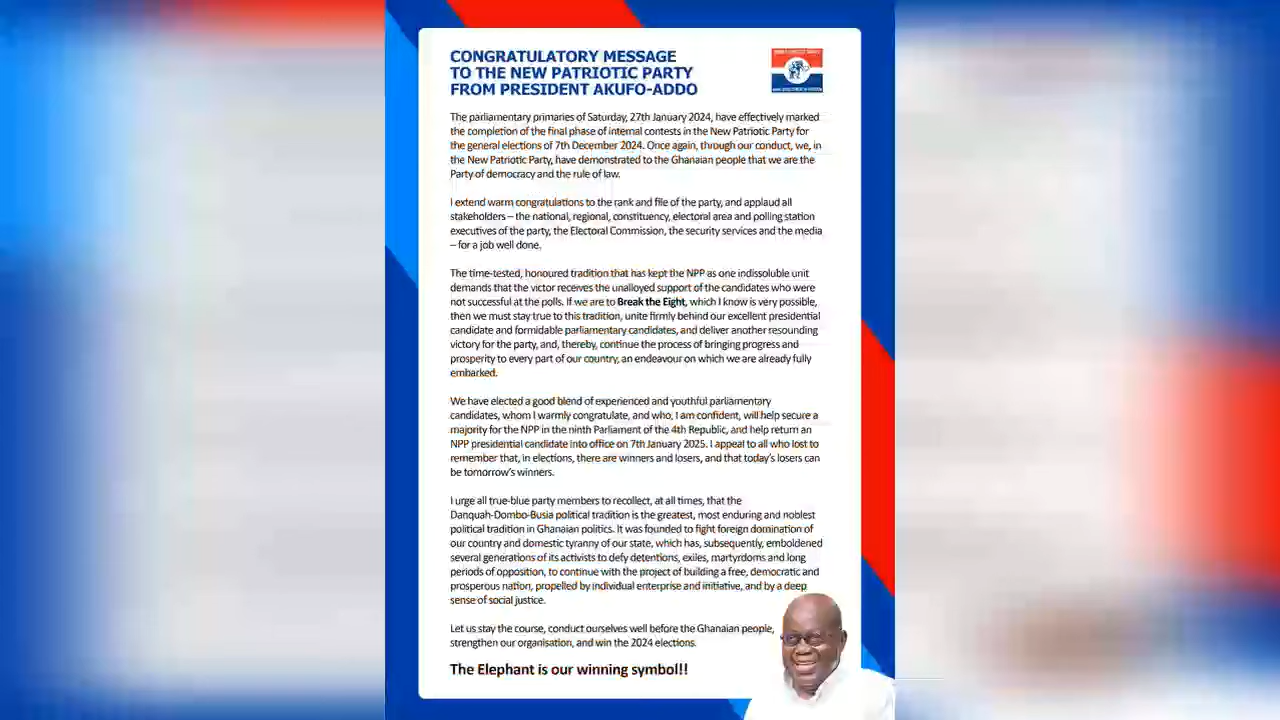 CONGRATULATORY MESSAGE
TO THE NEW PATRIOTIC PARTY
FROM PRESIDENT AKUFO-ADDO
The parliamentary primaries of Saturday, 27th January 2024, have effectively marked
the completion of the final phase of internal contests in the New Patriotic Party for
the general elections of 7th December 2024. Once again, through our conduct, we, in
the New Patriotic Party, have demonstrated to the Ghanaian people that we are the
Party of democracy and the rule of law.
I extend warm congratulations to the rank and file of the party, and applaud all
stakeholders – the national, regional, constituency, electoral area and polling station
executives of the party, the Electoral Commission, the security services and the media
– for a job well done.
The time-tested, honoured tradition that has kept the NPP as one indissoluble unit
demands that the victor receives the unalloyed support of the candidates who were
not successful at the polls. If we are to Break the Eight, which I know is very possible,
then we must stay true to this tradition, unite firmly behind our excellent presidential
candidate and formidable parliamentary candidates, and deliver another resounding
victory for the party, and, thereby, continue the process of bringing progress and
prosperity to every part of our country, an endeavour on which we are already fully
embarked.
We have elected a good blend of experienced and youthful parliamentary
candidates, whom I warmly congratulate, and who, I am confident, will help secure a
majority for the NPP in the ninth Parliament of the 4th Republic, and help return an
NPP presidential candidate into office on 7th January 2025. I appeal to all who lost to
remember that, in elections, there are winners and losers, and that today's losers can
be tomorrow's winners.
I urge all true-blue party members to recollect, at all times, that the
Danquah-Dombo-Busia political tradition is the greatest, most enduring and noblest
political tradition in Ghanaian politics. It was founded to fight foreign domination of
our country and domestic tyranny of our state, which has, subsequently, emboldened
several generations of its activists to defy detentions, exiles, martyrdoms and long
periods of opposition, to continue with the project of building a free, democratic and
prosperous nation, propelled by individual enterprise and initiative, and by a deep
sense of social justice.
Let us stay the course, conduct ourselves well before the Ghanaian people,
strengthen our organisation, and win the 2024 elections.
The Elephant is our winning symbol!!